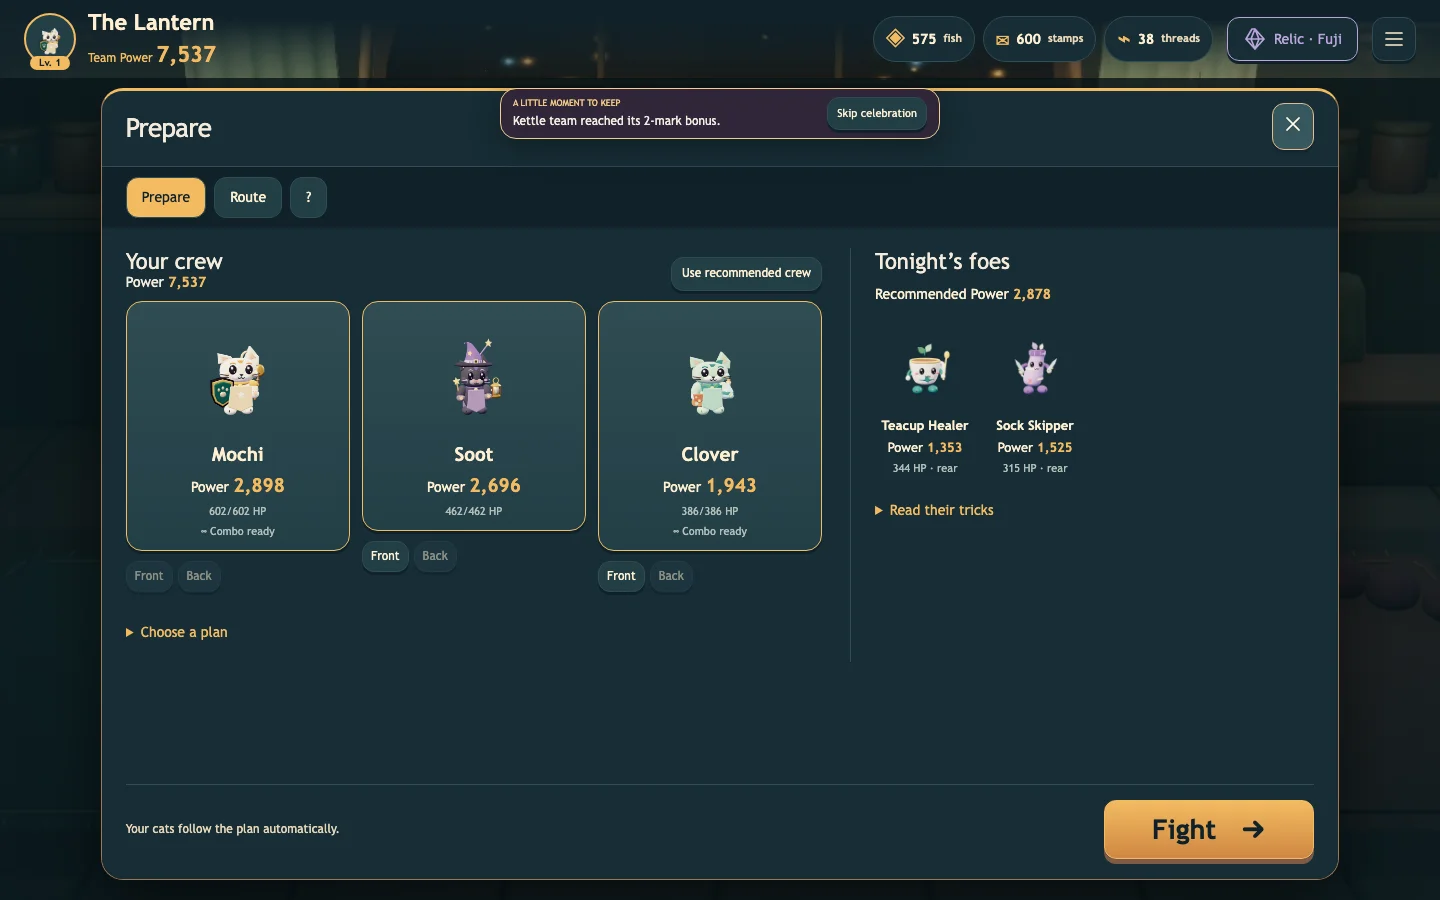 The Lantern
Team Power 7,537
Lv. 1
575 fish
600 stamps
38 threads
Relic · Fuji
A LITTLE MOMENT TO KEEP
Kettle team reached its 2-mark bonus.
Skip celebration
Prepare
Prepare
Route
?
Your crew
Power 7,537
Use recommended crew
Mochi
Power 2,898
602/602 HP
Combo ready
Front
Back
Soot
Power 2,696
462/462 HP
Front
Back
Clover
Power 1,943
386/386 HP
Combo ready
Front
Back
Choose a plan
Tonight’s foes
Recommended Power 2,878
Teacup Healer
Power 1,353
344 HP · rear
Sock Skipper
Power 1,525
315 HP · rear
Read their tricks
Your cats follow the plan automatically.
Fight →